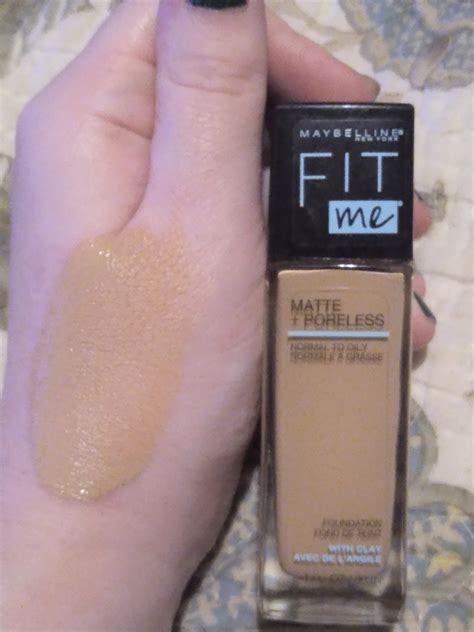 MAYBELLINE®
NEW YORK
FIT
me®
MATTE
+ PORELESS
NORMAL TO OILY
NORMALE À GRASSE
FOUNDATION
FOND DE TEINT
WITH CLAY
AVEC DE L'ARGILE